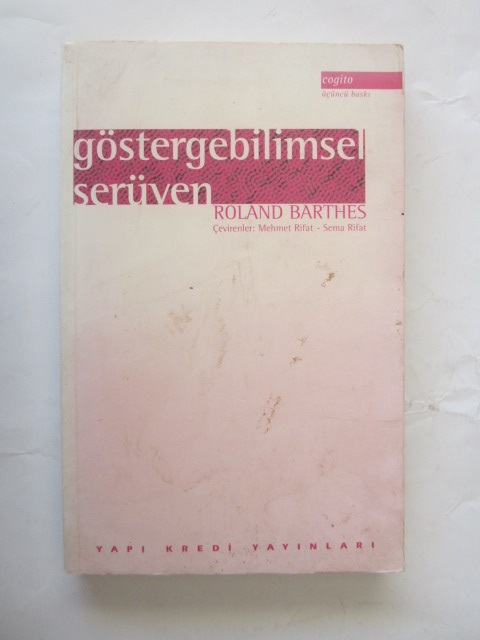 cogito
üçüncü baskı
göstergebilimsel
serüven
ROLAND BARTHES
Çevirenler: Mehmet Rifat - Sema Rifat
YAPI KREDİ YAYINLARI